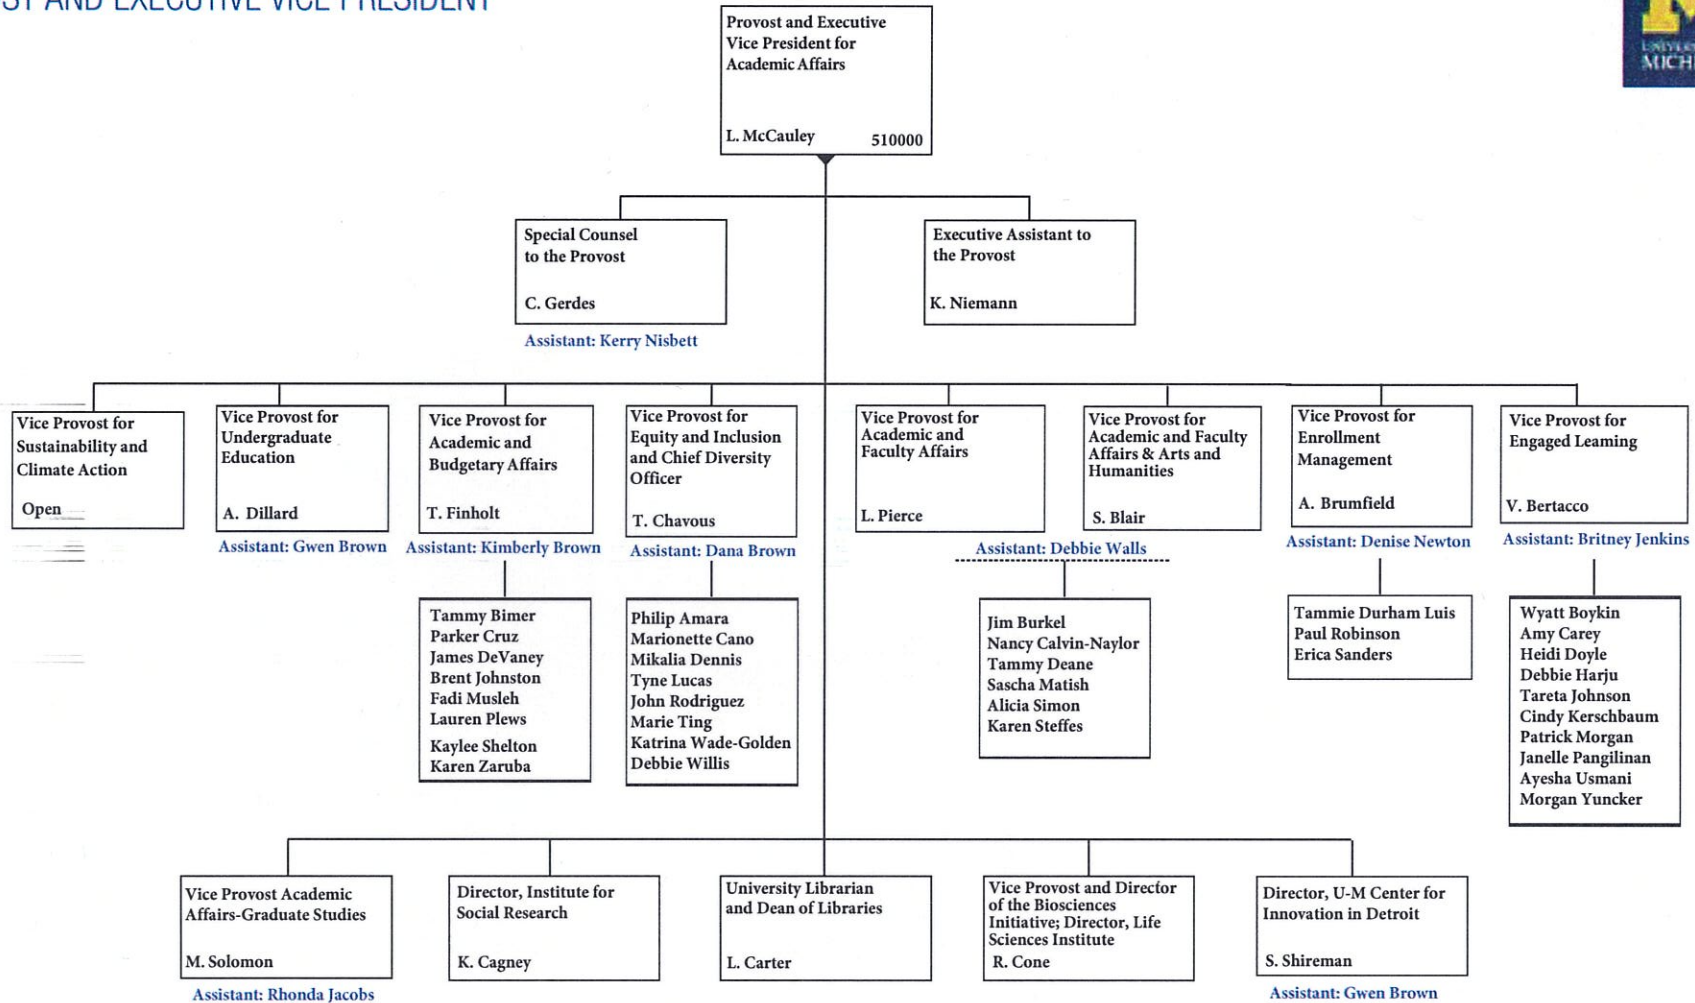 AND EXECUTIVE VICE PRESIDENT
Provost and Executive
Vice President for
Academic Affairs
L. McCauley 510000
Special Counsel
to the Provost
C. Gerdes
Assistant: Kerry Nisbett
Executive Assistant to
the Provost
K. Niemann
Vice Provost for
Sustainability and
Climate Action
Open
Vice Provost for
Undergraduate
Education
A. Dillard
Assistant: Gwen Brown
Vice Provost for
Academic and
Budgetary Affairs
T. Finholt
Assistant: Kimberly Brown
Tammy Bimer
Parker Cruz
James DeVaney
Brent Johnston
Fadi Musleh
Lauren Plews
Kaylee Shelton
Karen Zaruba
Vice Provost for
Equity and Inclusion
and Chief Diversity
Officer
T. Chavous
Assistant: Dana Brown
Philip Amara
Marionette Cano
Mikalia Dennis
Tyne Lucas
John Rodriguez
Marie Ting
Katrina Wade-Golden
Debbie Willis
Vice Provost for
Academic and
Faculty Affairs
L. Pierce
Vice Provost for
Academic and Faculty
Affairs & Arts and
Humanities
S. Blair
Assistant: Debbie Walls
Jim Burkel
Nancy Calvin-Naylor
Tammy Deane
Sascha Matish
Alicia Simon
Karen Steffes
Vice Provost for
Enrollment
Management
A. Brumfield
Assistant: Denise Newton
Tammie Durham Luis
Paul Robinson
Erica Sanders
Vice Provost for
Engaged Leaming
V. Bertacco
Assistant: Britney Jenkins
Wyatt Boykin
Amy Carey
Heidi Doyle
Debbie Harju
Tareta Johnson
Cindy Kerschbaum
Patrick Morgan
Janelle Pangilinan
Ayesha Usmani
Morgan Yuncker
Vice Provost Academic
Affairs-Graduate Studies
M. Solomon
Assistant: Rhonda Jacobs
Director, Institute for
Social Research
K. Cagney
University Librarian
and Dean of Libraries
L. Carter
Vice Provost and Director
of the Biosciences
Initiative; Director, Life
Sciences Institute
R. Cone
Director, U-M Center for
Innovation in Detroit
S. Shireman
Assistant: Gwen Brown